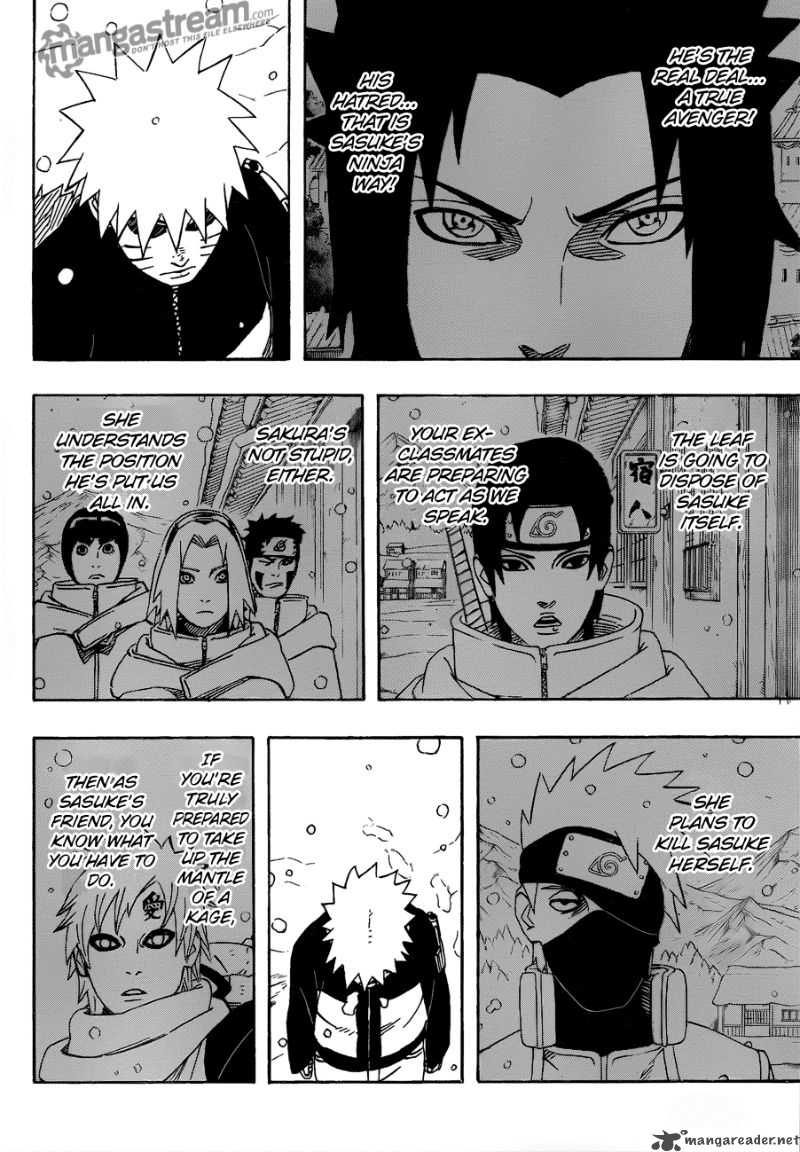 mangastream.com
DON'T HOST THIS FILE ELSEWHERE
HE'S THE
REAL DEAL...
A TRUE
AVENGER!
HIS
HATRED...
THAT IS
SASUKE'S
NINJA
WAY!
THE LEAF
IS GOING TO
DISPOSE OF
SASUKE
ITSELF.
宿
八
YOUR EX-
CLASSMATES
ARE PREPARING
TO ACT AS WE
SPEAK.
SAKURA'S
NOT STUPID,
EITHER.
SHE
UNDERSTANDS
THE POSITION
HE'S PUT US
ALL IN.
SHE
PLANS TO
KILL SASUKE
HERSELF.
...
IF
YOU'RE
TRULY
PREPARED
TO TAKE
UP THE
MANTLE
OF A
KAGE,
THEN AS
SASUKE'S
FRIEND, YOU
KNOW WHAT
YOU HAVE TO
DO.
愛
mangareader.net